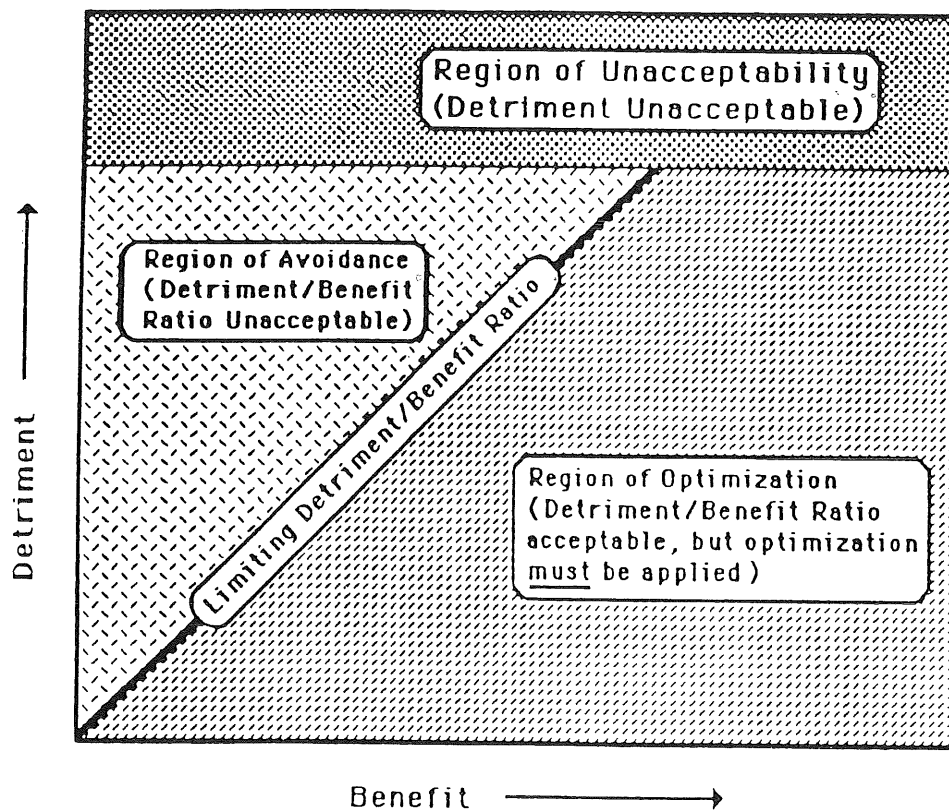 Region of Unacceptability
(Detriment Unacceptable)
Region of Avoidance
(Detriment/Benefit
Ratio Unacceptable)
Limiting Detriment/Benefit Ratio
Region of Optimization
(Detriment/Benefit Ratio
acceptable, but optimization
must be applied)
Detriment
Benefit